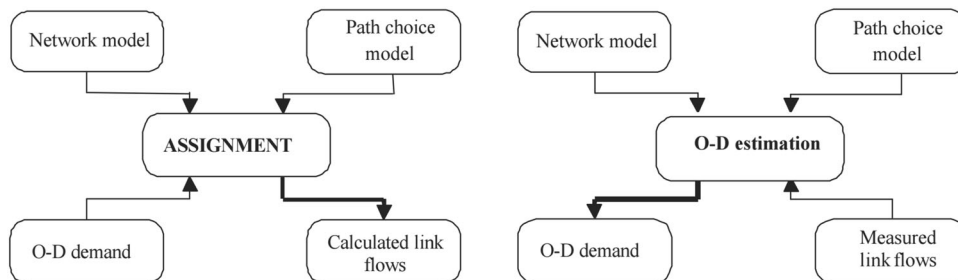 Network model
Path choice
model
ASSIGNMENT
O-D demand
Calculated link
flows
Network model
Path choice
model
O-D estimation
O-D demand
Measured
link flows